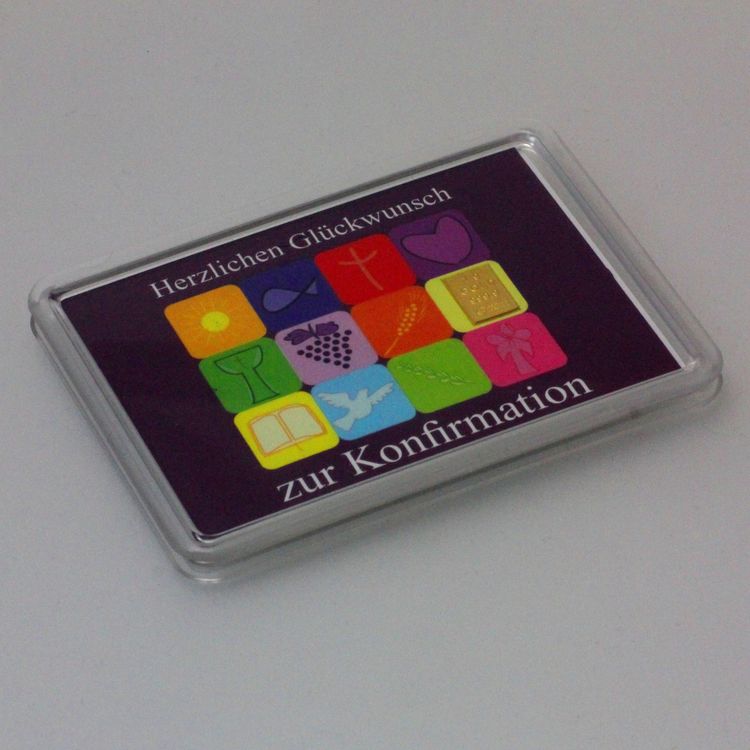 Herzlichen Glückwunsch
zur Konfirmation